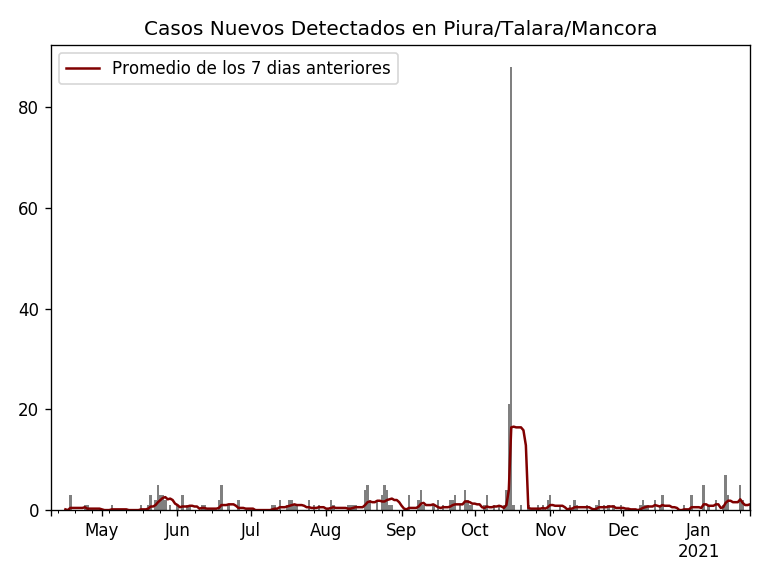 Casos Nuevos Detectados en Piura/Talara/Mancora
Promedio de los 7 dias anteriores
80
60
40
20
0
May Jun Jul Aug Sep Oct Nov Dec Jan
2021